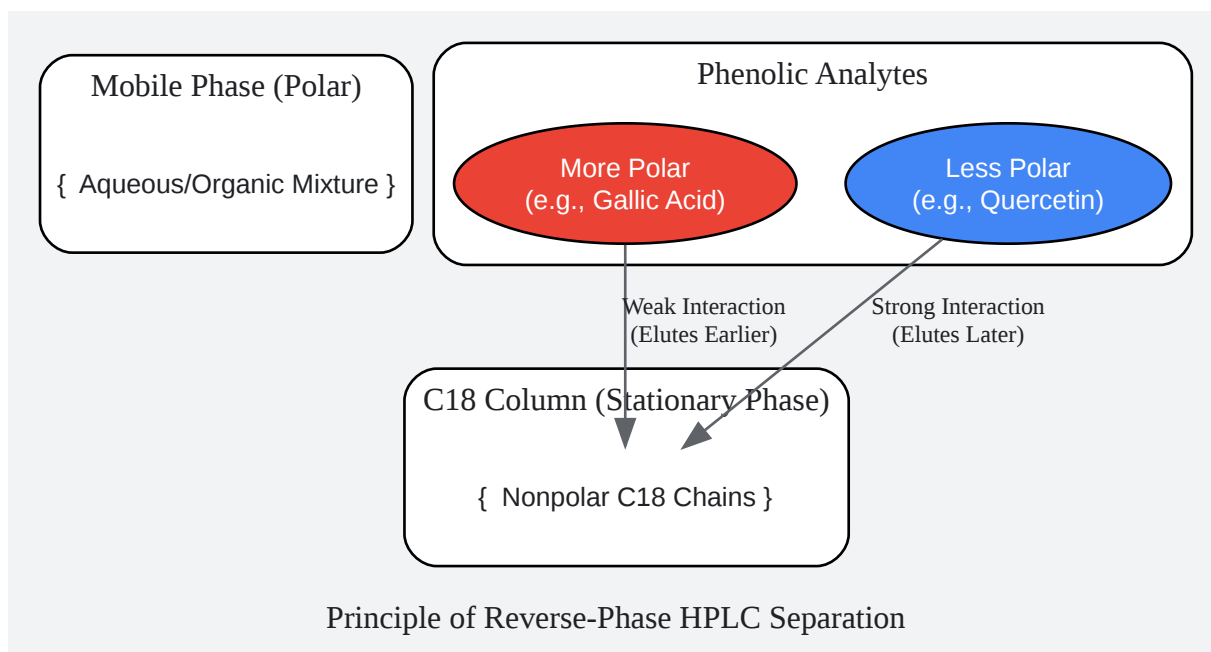 Mobile Phase (Polar)
{ Aqueous/Organic Mixture }
Phenolic Analytes
More Polar
(e.g., Gallic Acid)
Less Polar
(e.g., Quercetin)
Weak Interaction
(Elutes Earlier)
Strong Interaction
(Elutes Later)
C18 Column (Stationary Phase)
{ Nonpolar C18 Chains }
Principle of Reverse-Phase HPLC Separation